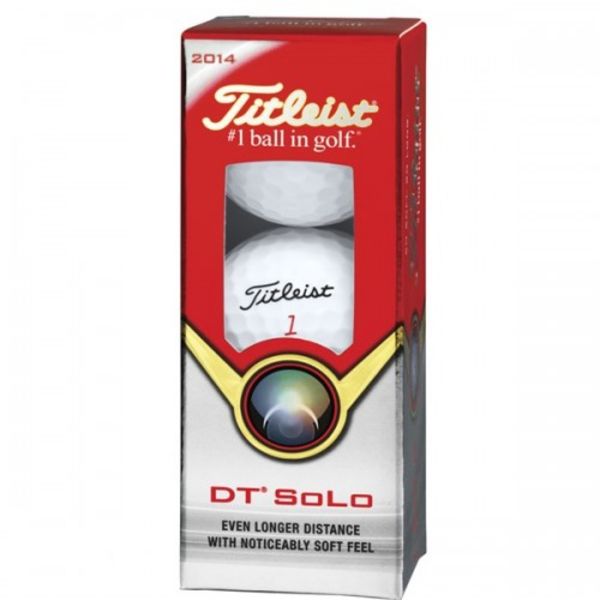 2014
Titleist®
#1 ball in golf.®
Titleist
1
DT® SoLo
EVEN LONGER DISTANCE
WITH NOTICEABLY SOFT FEEL